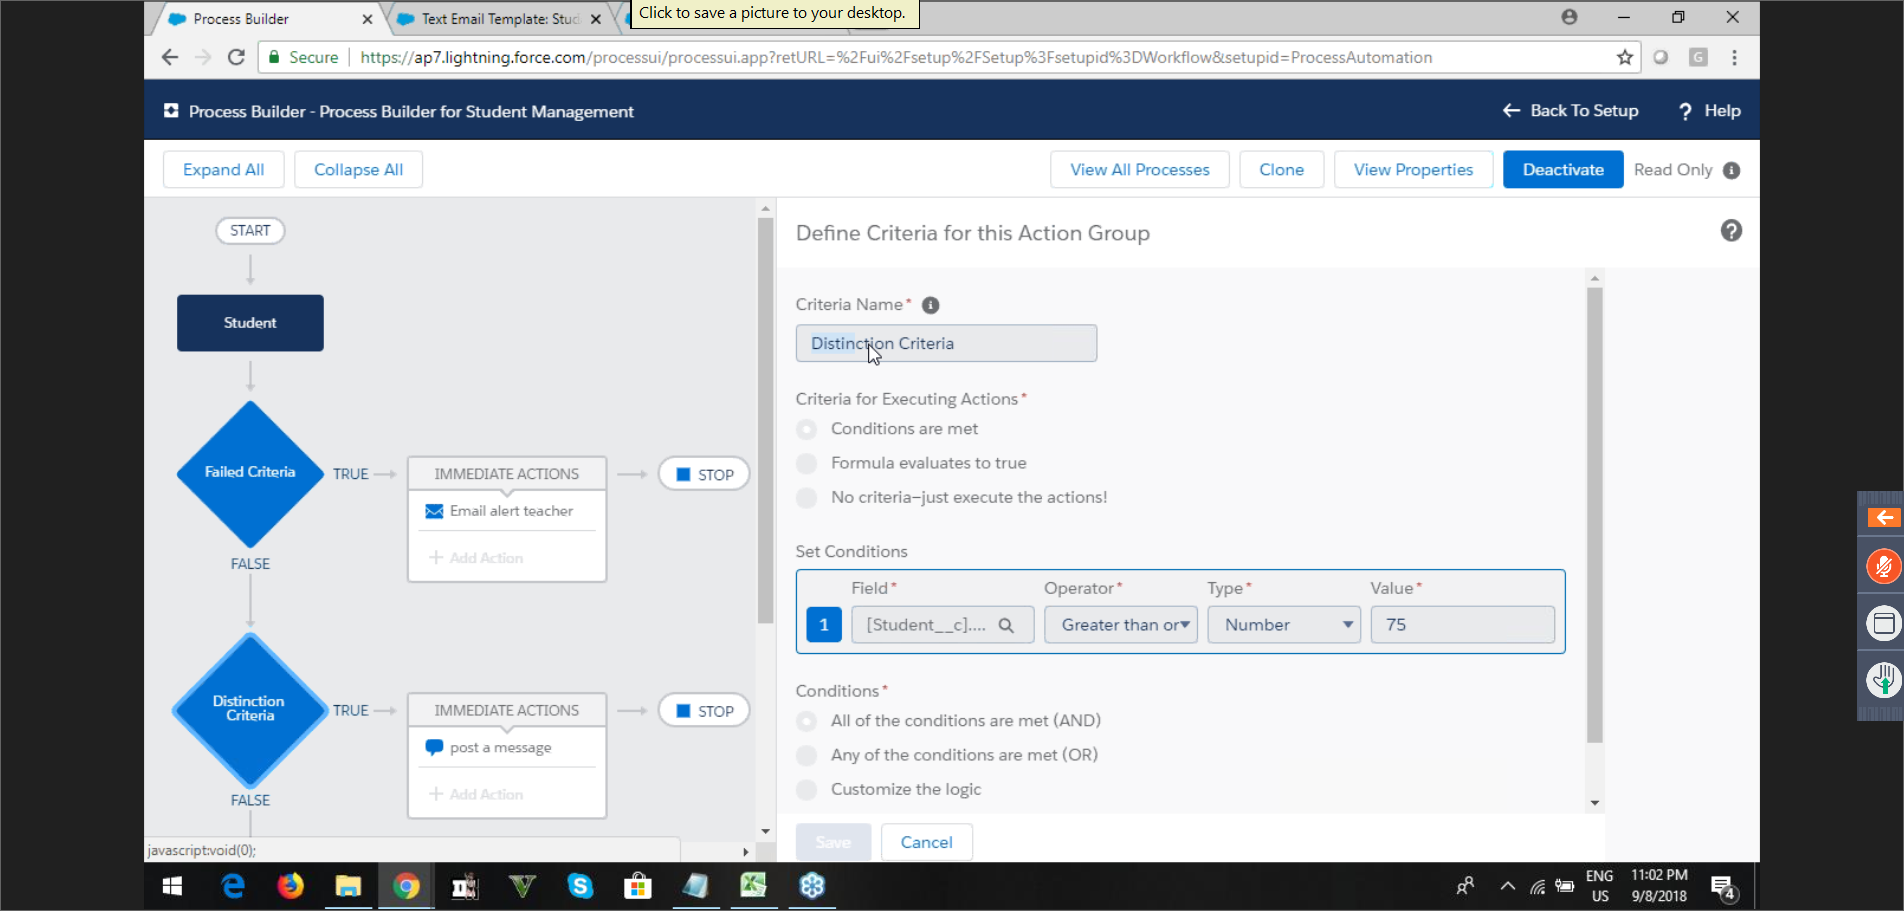 Process Builder
Text Email Template: Stud
Click to save a picture to your desktop.
Secure
https://ap7.lightning.force.com/processui/processui.app?retURL=%2Fui%2Fsetup%2FSetup%3Fsetupid%3DWorkflow&setupid=ProcessAutomation
G
Process Builder - Process Builder for Student Management
Back To Setup
? Help
Expand All
Collapse All
View All Processes
Clone
View Properties
Deactivate
Read Only
START
Student
Failed Criteria
TRUE
IMMEDIATE ACTIONS
STOP
Email alert teacher
+ Add Action
FALSE
Distinction
Criteria
TRUE
IMMEDIATE ACTIONS
STOP
post a message
+ Add Action
FALSE
javascript:void(0);
Define Criteria for this Action Group
?
Criteria Name*
Distinction Criteria
Criteria for Executing Actions*
Conditions are met
Formula evaluates to true
No criteria–just execute the actions!
Set Conditions
Field* Operator* Type* Value*
1 [Student__c].... Greater than or Number 75
Conditions*
All of the conditions are met (AND)
Any of the conditions are met (OR)
Customize the logic
Save
Cancel
ENG
US
11:02 PM
9/8/2018
4